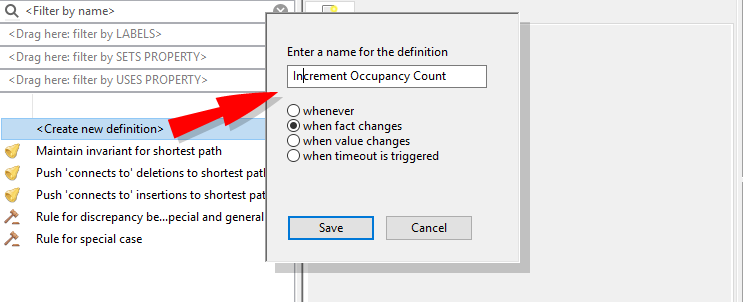 <Filter by name>
<Drag here: filter by LABELS>
<Drag here: filter by SETS PROPERTY>
<Drag here: filter by USES PROPERTY>
<Create new definition>
Maintain invariant for shortest path
Push 'connects to' deletions to shortest path
Push 'connects to' insertions to shortest path
Rule for discrepancy be...pecial and general
Rule for special case
Enter a name for the definition
Increment Occupancy Count
whenever
when fact changes
when value changes
when timeout is triggered
Save
Cancel